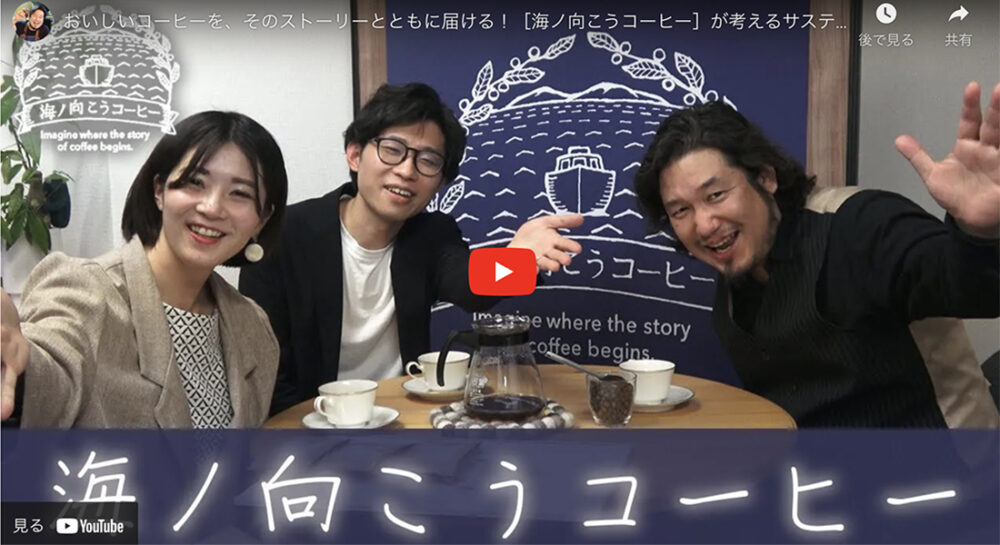 おいしいコーヒーを、そのストーリーとともに届ける！［海ノ向こうコーヒー］が考えるサステ...
後で見る
共有
海ノ向こうコーヒー
Imagine where the story
of coffee begins.
向こうコーヒー
Imagine where the story
coffee begins.
海ノ向こうコーヒー
見る
YouTube